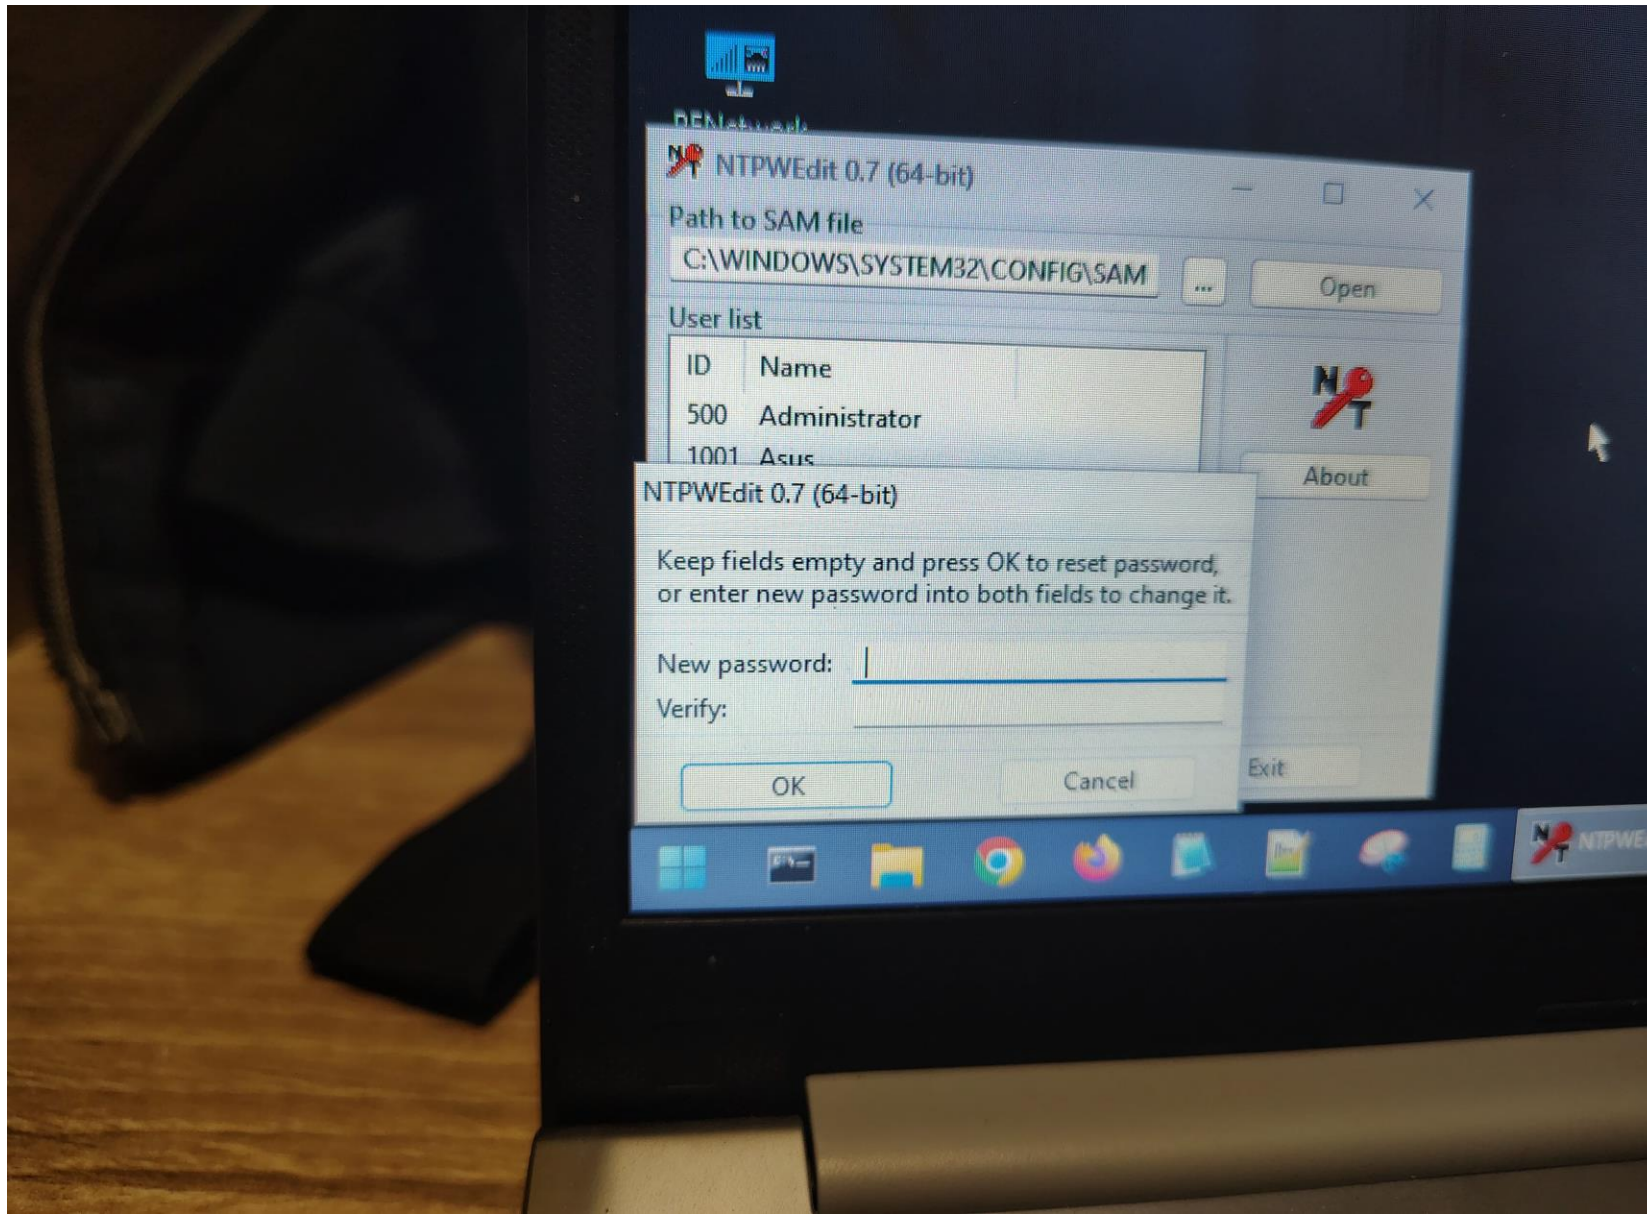 PENetwork
NTPWEdit 0.7 (64-bit)
Path to SAM file
C:\WINDOWS\SYSTEM32\CONFIG\SAM
...
Open
User list
ID Name
500 Administrator
1001 Asus
About
NTPWEdit 0.7 (64-bit)
Keep fields empty and press OK to reset password,
or enter new password into both fields to change it.
New password:
Verify:
OK
Cancel
Exit
NTPWE